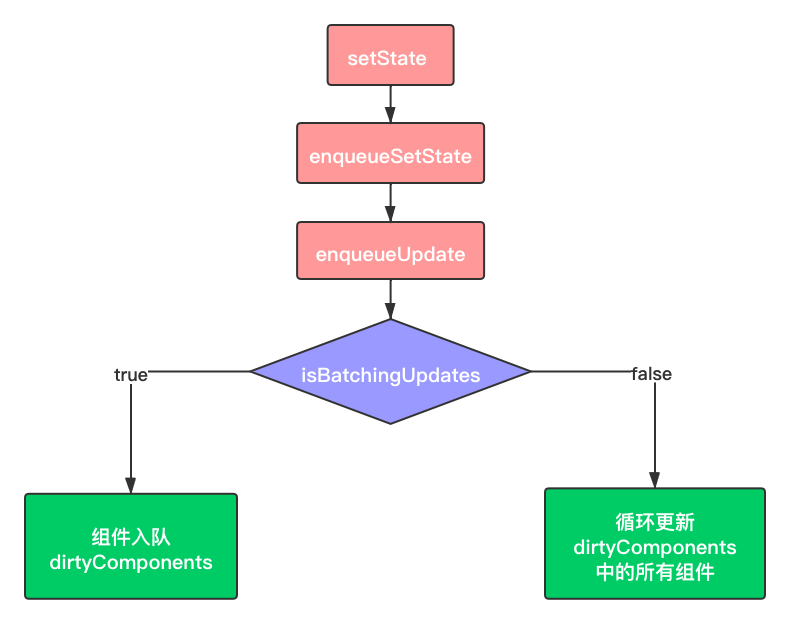 setState
enqueueSetState
enqueueUpdate
isBatchingUpdates
true
false
组件入队
dirtyComponents
循环更新
dirtyComponents
中的所有组件